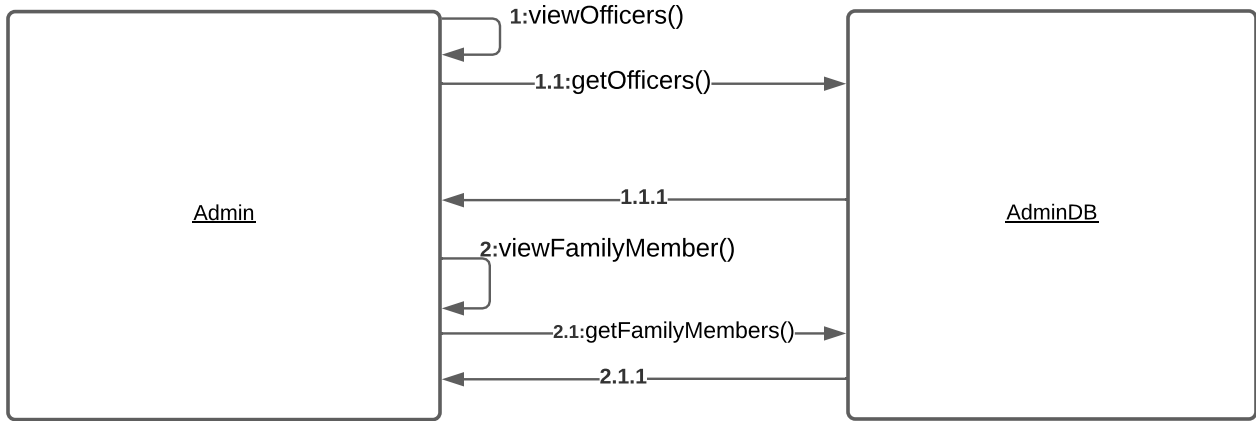 1:viewOfficers()
1.1:getOfficers()
1.1.1
Admin
AdminDB
2:viewFamilyMember()
2.1:getFamilyMembers()
2.1.1